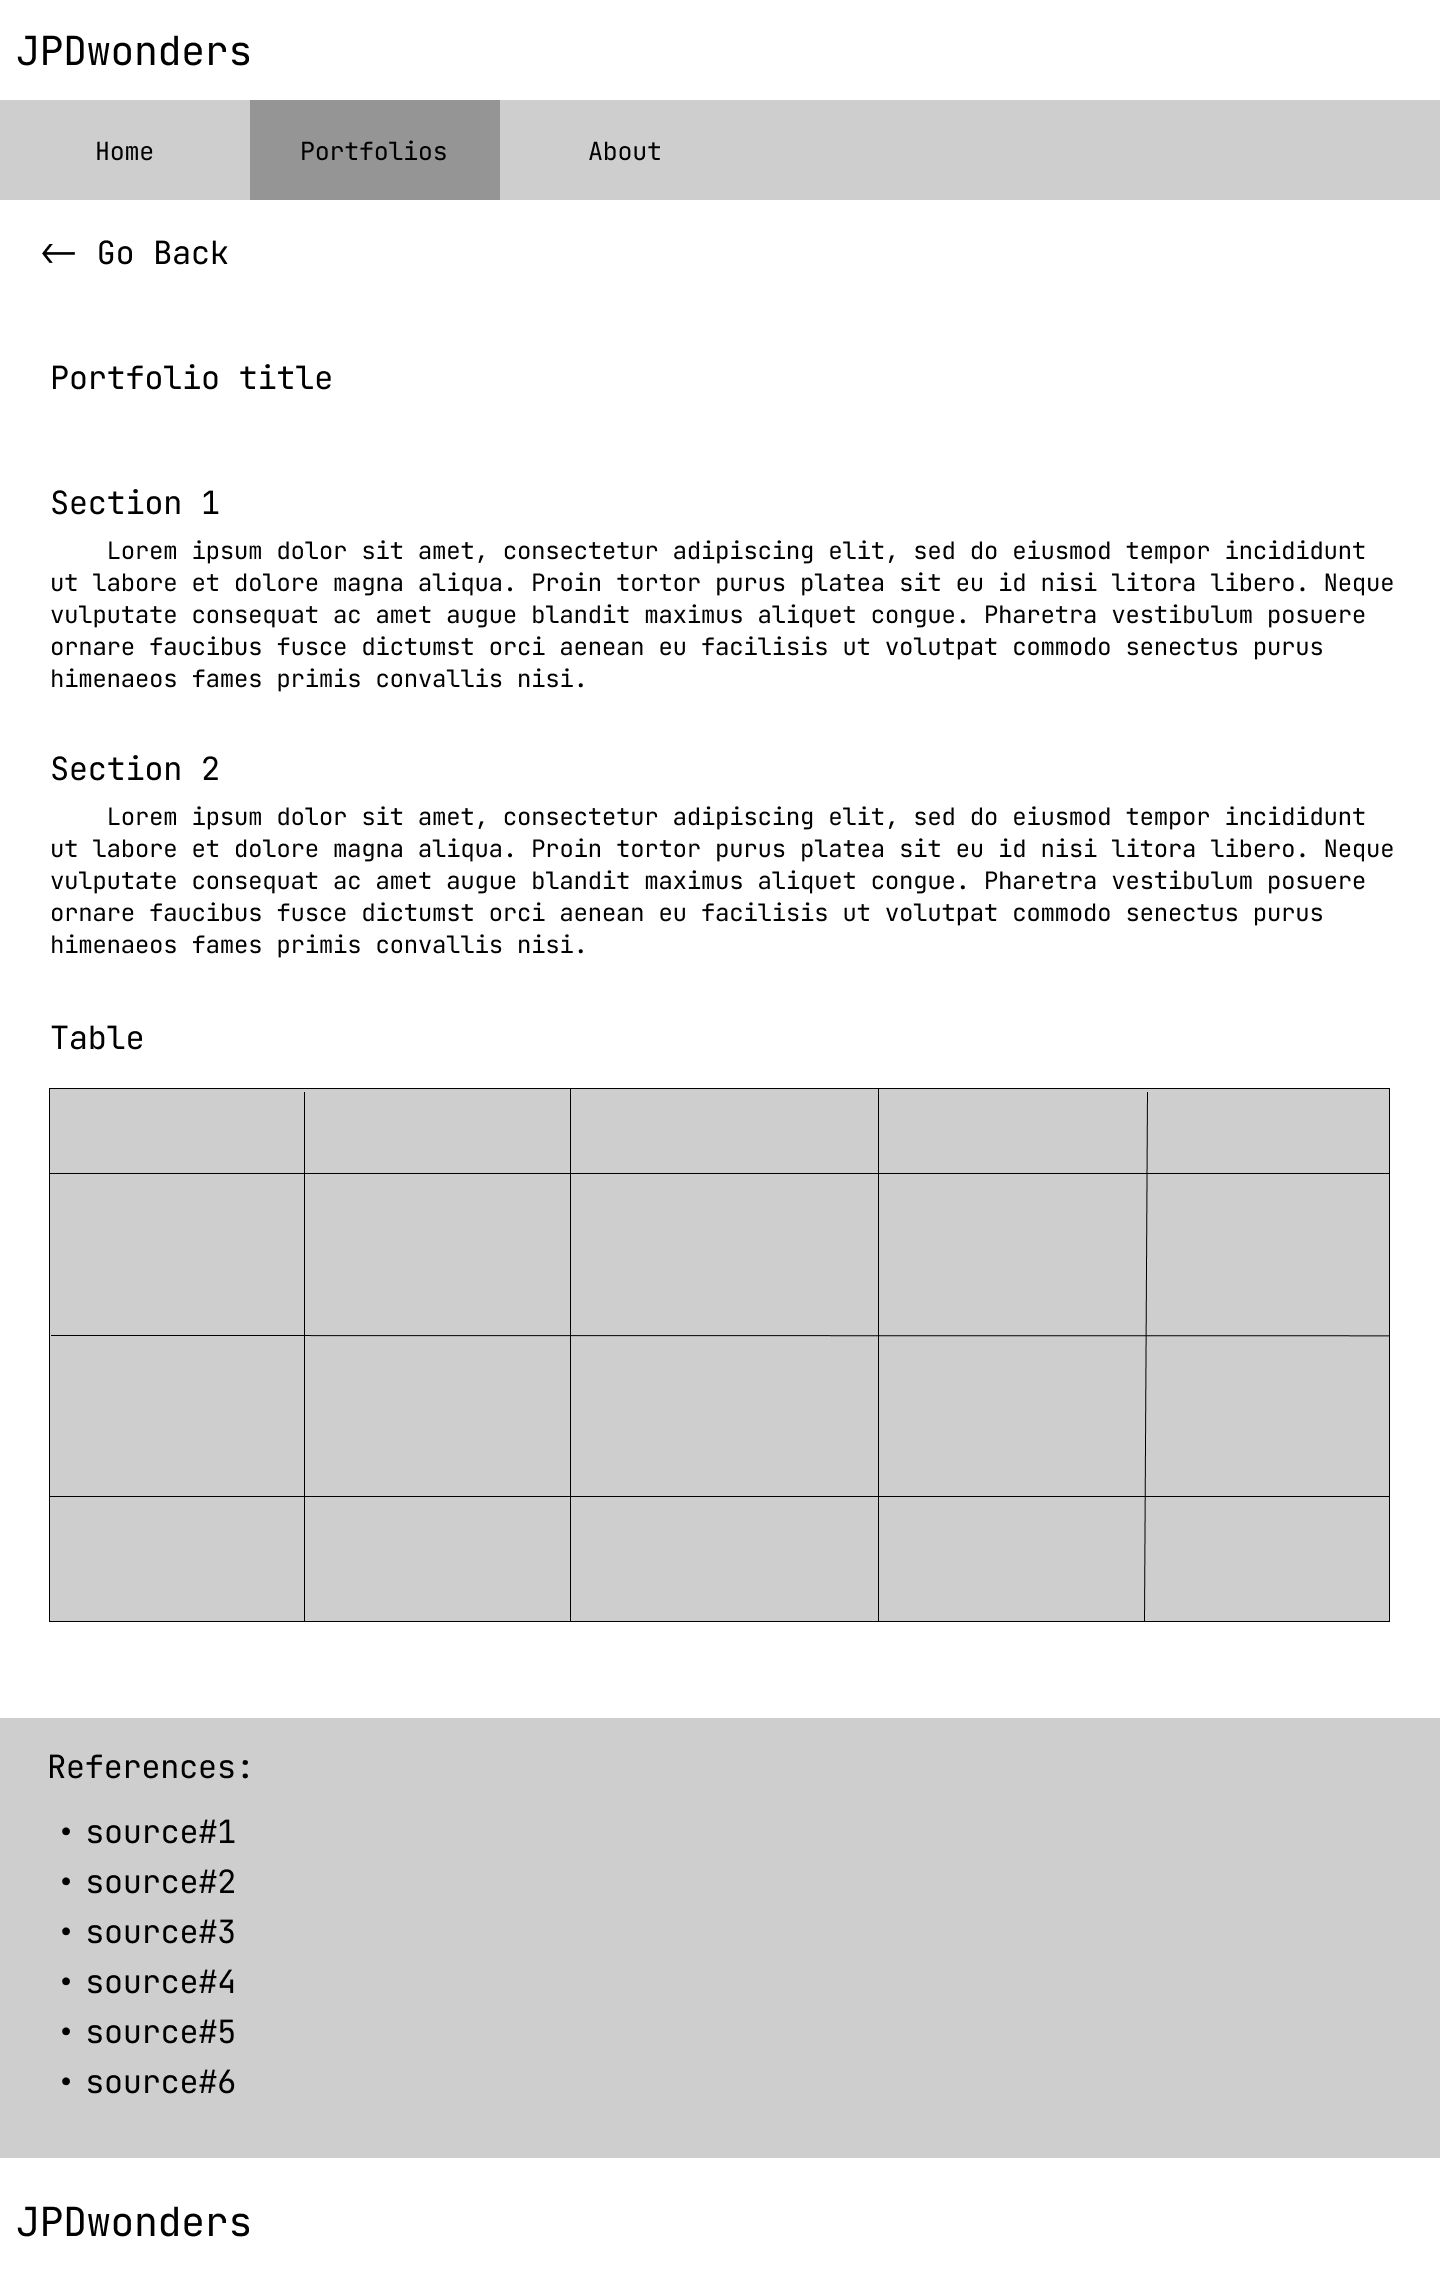 JPDwonders
Home Portfolios About
← Go Back
Portfolio title
Section 1
Lorem ipsum dolor sit amet, consectetur adipiscing elit, sed do eiusmod tempor incididunt
ut labore et dolore magna aliqua. Proin tortor purus platea sit eu id nisi litora libero. Neque
vulputate consequat ac amet augue blandit maximus aliquet congue. Pharetra vestibulum posuere
ornare faucibus fusce dictumst orci aenean eu facilisis ut volutpat commodo senectus purus
himenaeos fames primis convallis nisi.
Section 2
Lorem ipsum dolor sit amet, consectetur adipiscing elit, sed do eiusmod tempor incididunt
ut labore et dolore magna aliqua. Proin tortor purus platea sit eu id nisi litora libero. Neque
vulputate consequat ac amet augue blandit maximus aliquet congue. Pharetra vestibulum posuere
ornare faucibus fusce dictumst orci aenean eu facilisis ut volutpat commodo senectus purus
himenaeos fames primis convallis nisi.
Table
References:
• source#1
• source#2
• source#3
• source#4
• source#5
• source#6
JPDwonders